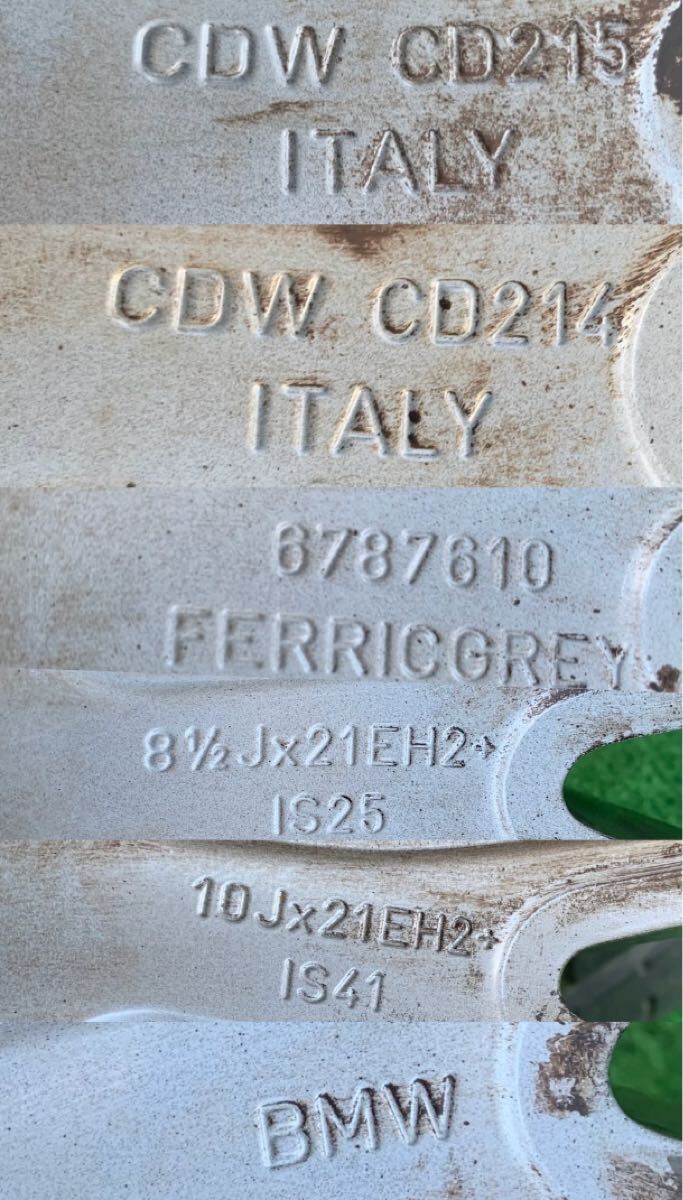 CDW CD215
ITALY
CDW CD214
ITALY
6787610
FERRICGREY
8½Jx21EH2+
IS25
10Jx21EH2+
IS41
BMW